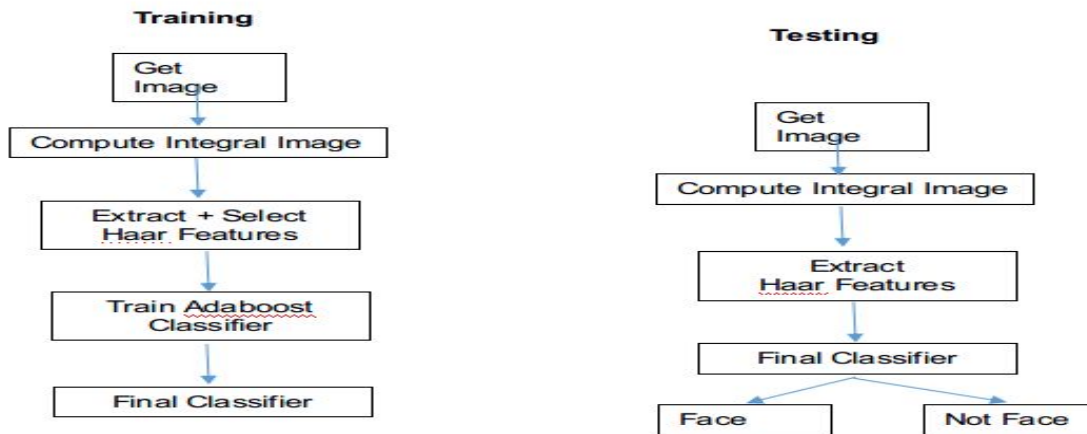 Training
Get
Image
Compute Integral Image
Extract + Select
Haar Features
Train Adaboost
Classifier
Final Classifier
Testing
Get
Image
Compute Integral Image
Extract
Haar Features
Final Classifier
Face
Not Face